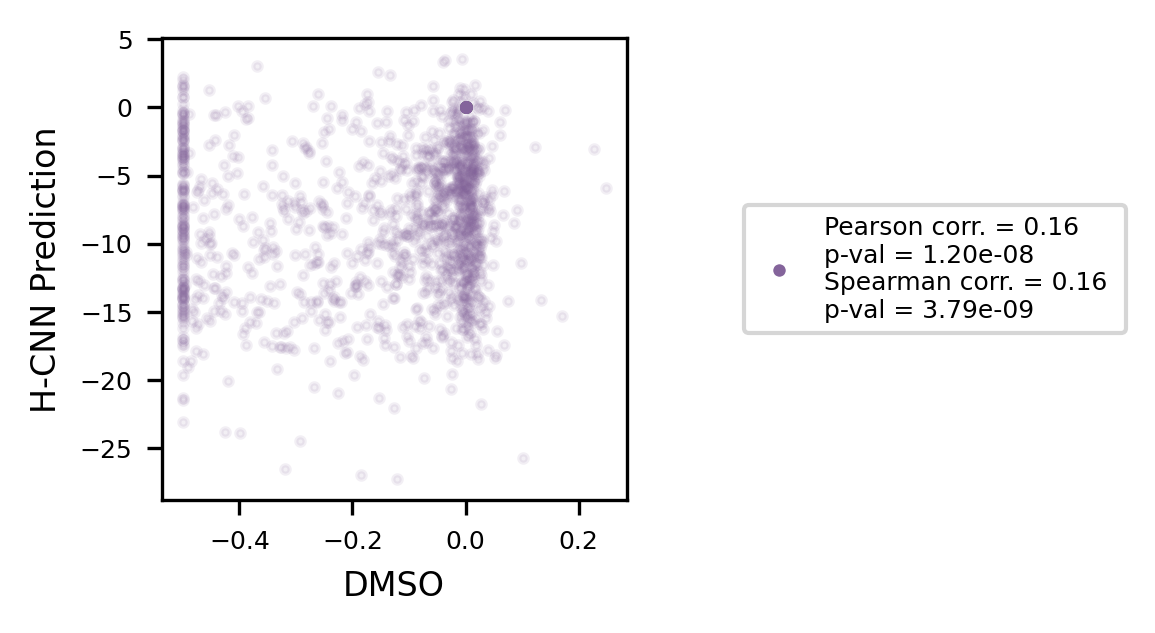 5
0
−5
−10
−15
−20
−25
H-CNN Prediction
−0.4
−0.2
0.0
0.2
DMSO
Pearson corr. = 0.16
p-val = 1.20e-08
Spearman corr. = 0.16
p-val = 3.79e-09